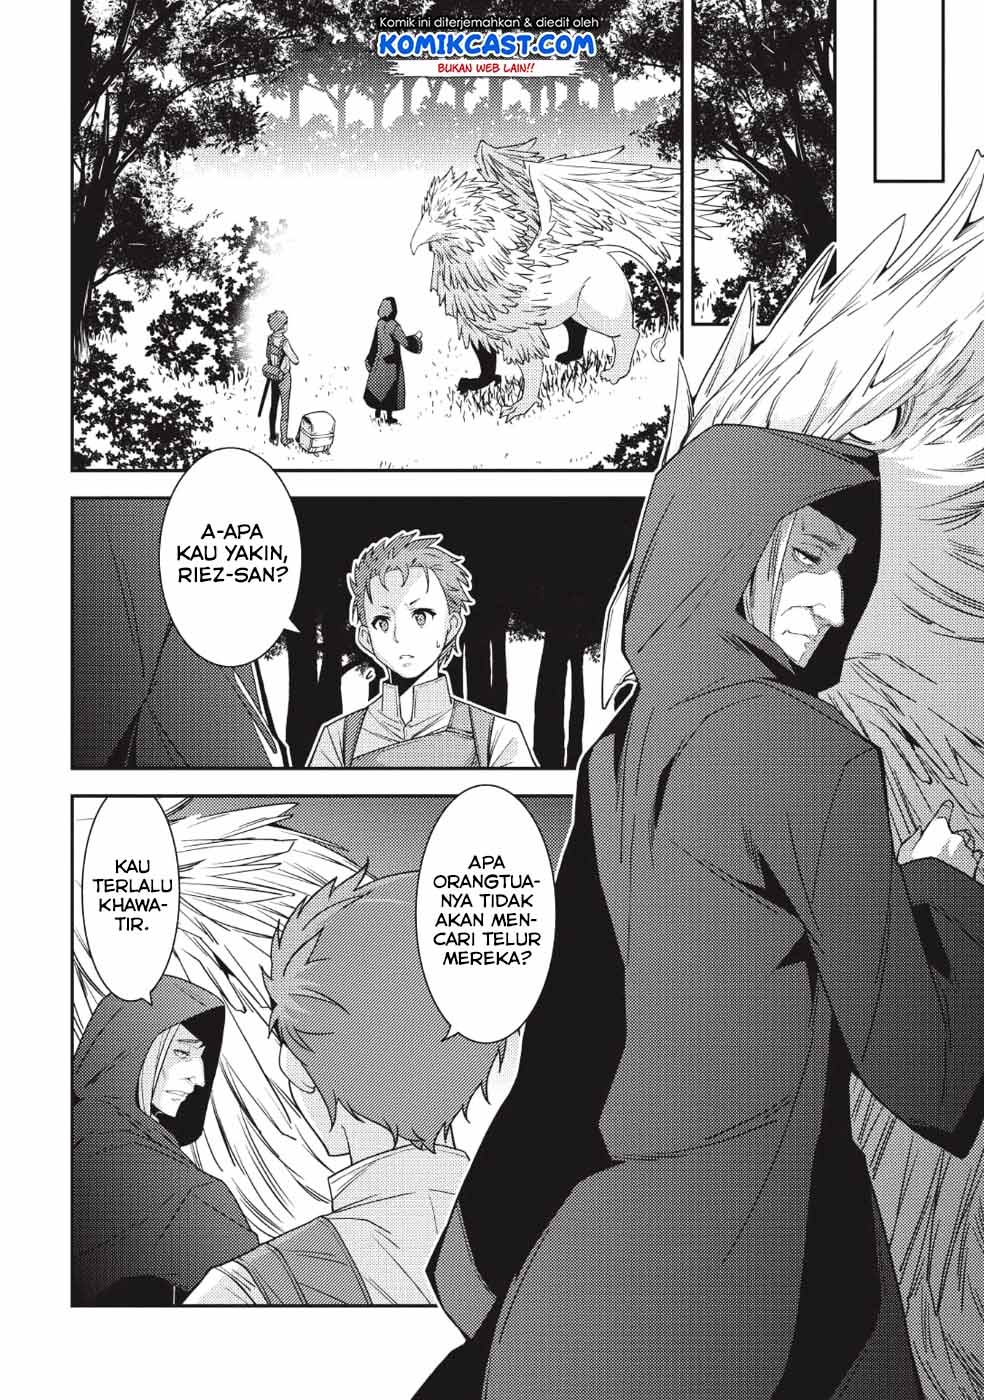 Komik ini diterjemahkan & diedit oleh
KOMIKCAST.COM
BUKAN WEB LAIN!!
A-APA
KAU YAKIN,
RIEZ-SAN?
APA
ORANGTUA-
NYA TIDAK
AKAN MEN-
CARI TELUR
MEREKA?
KAU
TERLALU
KHAWA-
TIR.